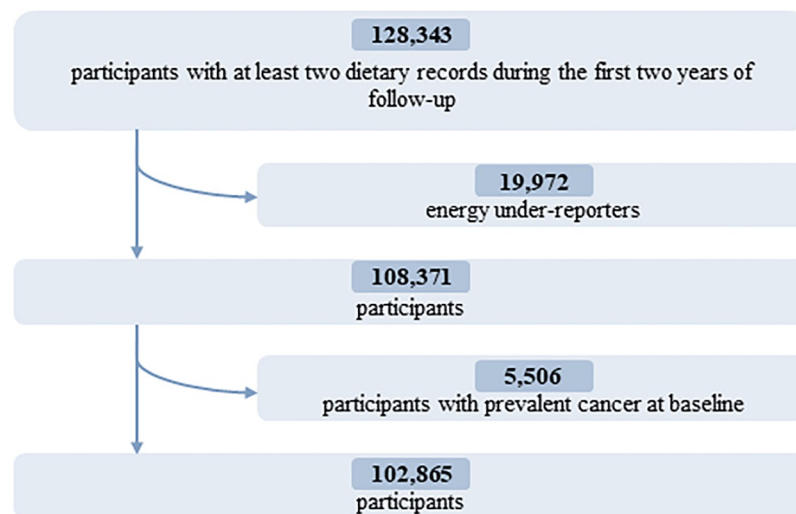 128,343
participants with at least two dietary records during the first two years of
follow-up
19,972
energy under-reporters
108,371
participants
5,506
participants with prevalent cancer at baseline
102,865
participants